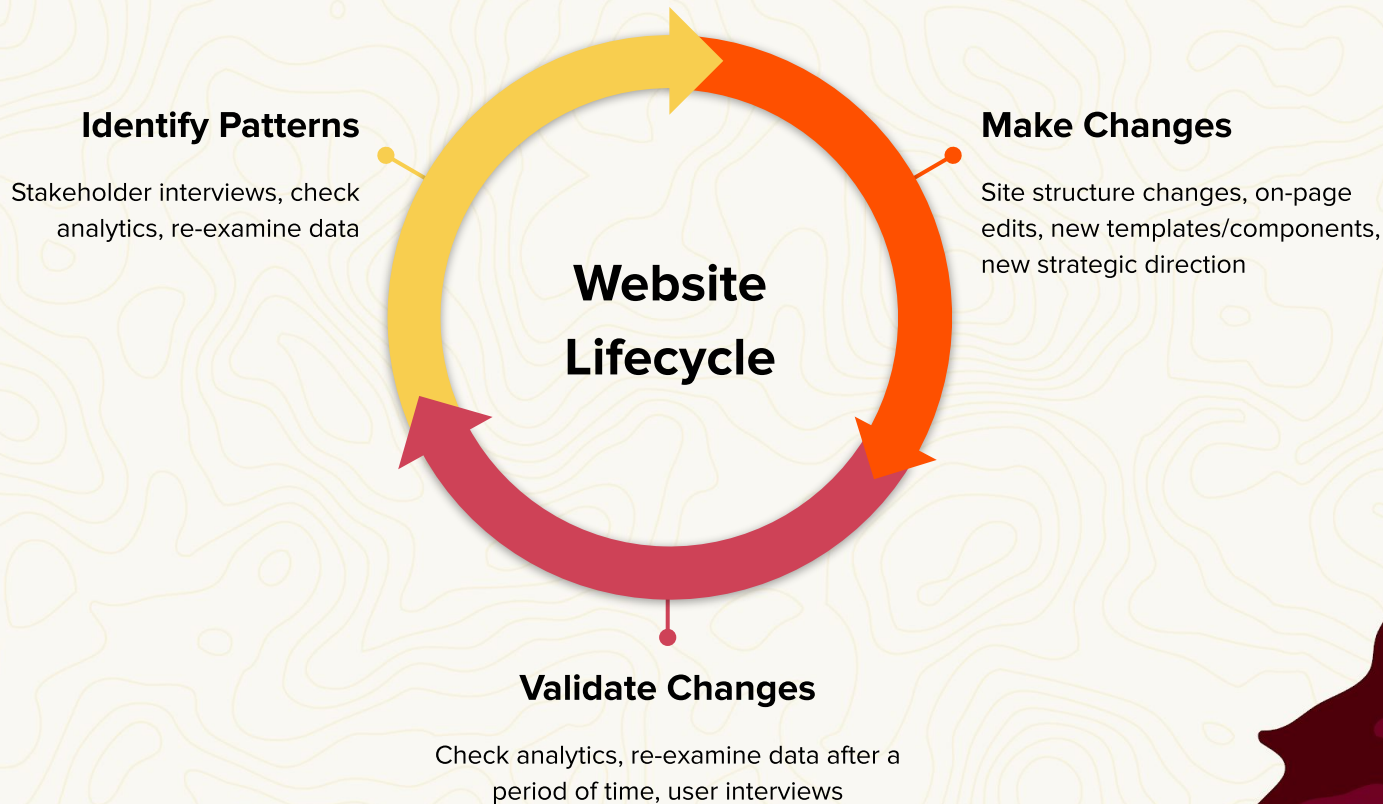 Identify Patterns
Stakeholder interviews, check
analytics, re-examine data
Make Changes
Site structure changes, on-page
edits, new templates/components,
new strategic direction
Website
Lifecycle
Validate Changes
Check analytics, re-examine data after a
period of time, user interviews